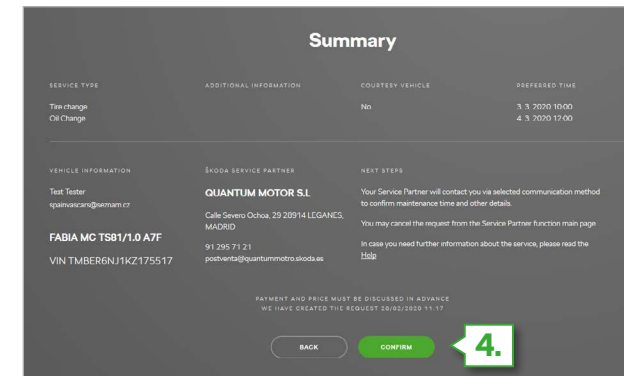 Summary
SERVICE TYPE
ADDITIONAL INFORMATION
COURTESY VEHICLE
PREFERRED TIME
Tire change
Oil Change
No
3. 3. 2020 10:00
4. 3. 2020 12:00
VEHICLE INFORMATION
Test Tester
spainvascars@seznam.cz
FABIA MC TS81/1.0 A7F
VIN TMBER6NJ1KZ175517
ŠKODA SERVICE PARTNER
QUANTUM MOTOR S.L
Calle Severo Ochoa, 29 28914 LEGANES,
MADRID
91 295 71 21
postventa@quantummotro.skoda.es
NEXT STEPS
Your Service Partner will contact you via selected communication method
to confirm maintenance time and other details.
You may cancel the request from the Service Partner function main page
In case you need further information about the service, please read the
Help
PAYMENT AND PRICE MUST BE DISCUSSED IN ADVANCE
WE HAVE CREATED THE REQUEST 28/02/2020 11:17
BACK
CONFIRM
4.